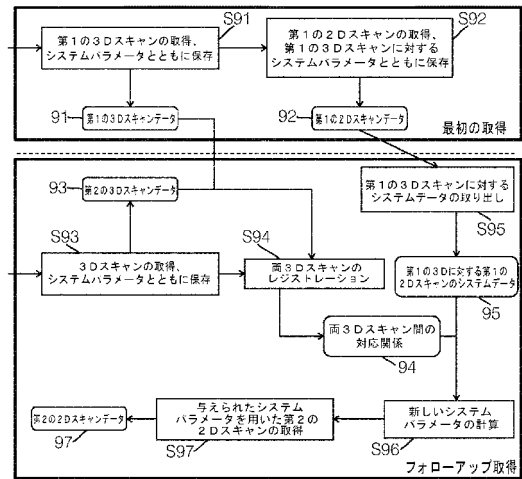 S91
第1の3Dスキャンの取得、
システムパラメータとともに保存
S92
第1の2Dスキャンの取得、
第1の3Dスキャンに対する
システムパラメータとともに保存
91
第1の3Dスキャンデータ
92
第1の2Dスキャンデータ
最初の取得
93
第2の3Dスキャンデータ
第1の3Dスキャンに対する
システムデータの取り出し
S95
S93
3Dスキャンの取得、
システムパラメータとともに保存
S94
両3Dスキャンの
レジストレーション
第1の3Dに対する第1の
2Dスキャンのシステムデータ
95
両3Dスキャン間の
対応関係
94
第2の2Dスキャンデータ
97
与えられたシステム
パラメータを用いた第2の
2Dスキャンの取得
S97
新しいシステム
パラメータの計算
S96
フォローアップ取得